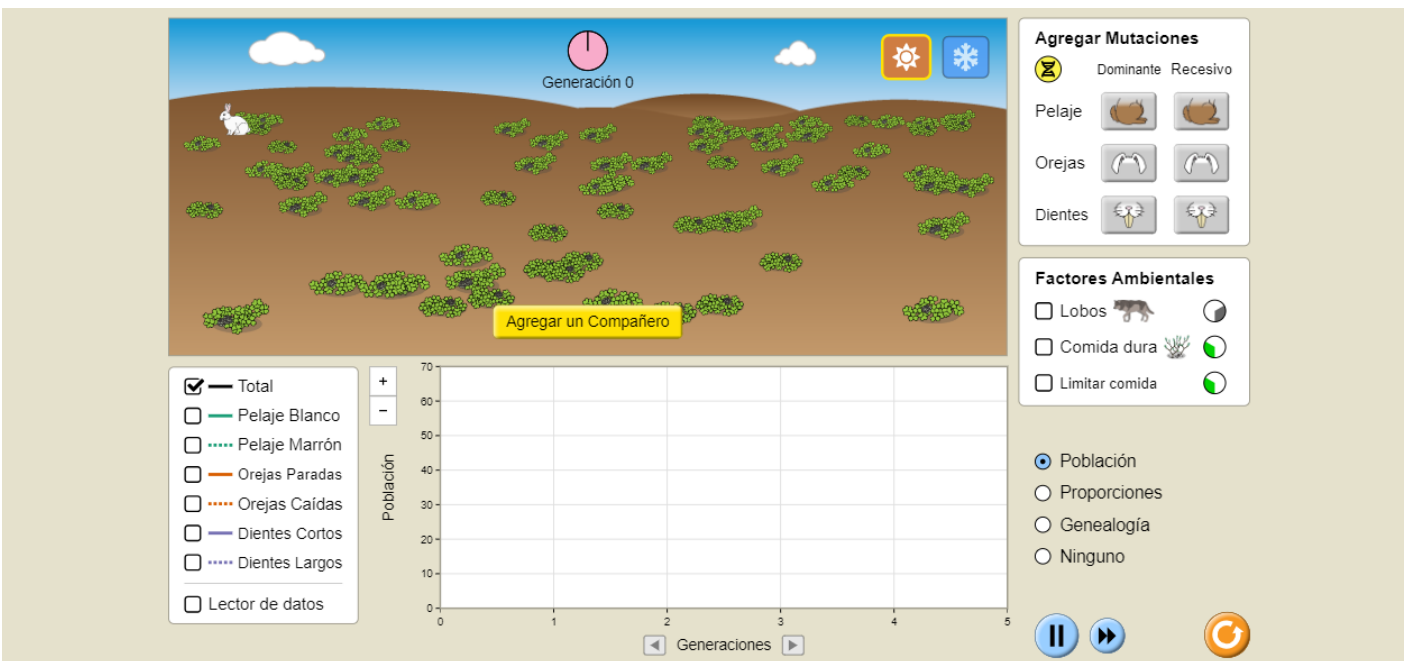 Generación 0
Agregar un Compañero
Agregar Mutaciones
Dominante Recesivo
Pelaje
Orejas
Dientes
Factores Ambientales
Lobos
Comida dura
Limitar comida
Total
Pelaje Blanco
Pelaje Marrón
Orejas Paradas
Orejas Caídas
Dientes Cortos
Dientes Largos
Lector de datos
+
−
Población
70
60
50
40
30
20
10
0
0 1 2 3 4 5
Generaciones
Población
Proporciones
Genealogía
Ninguno